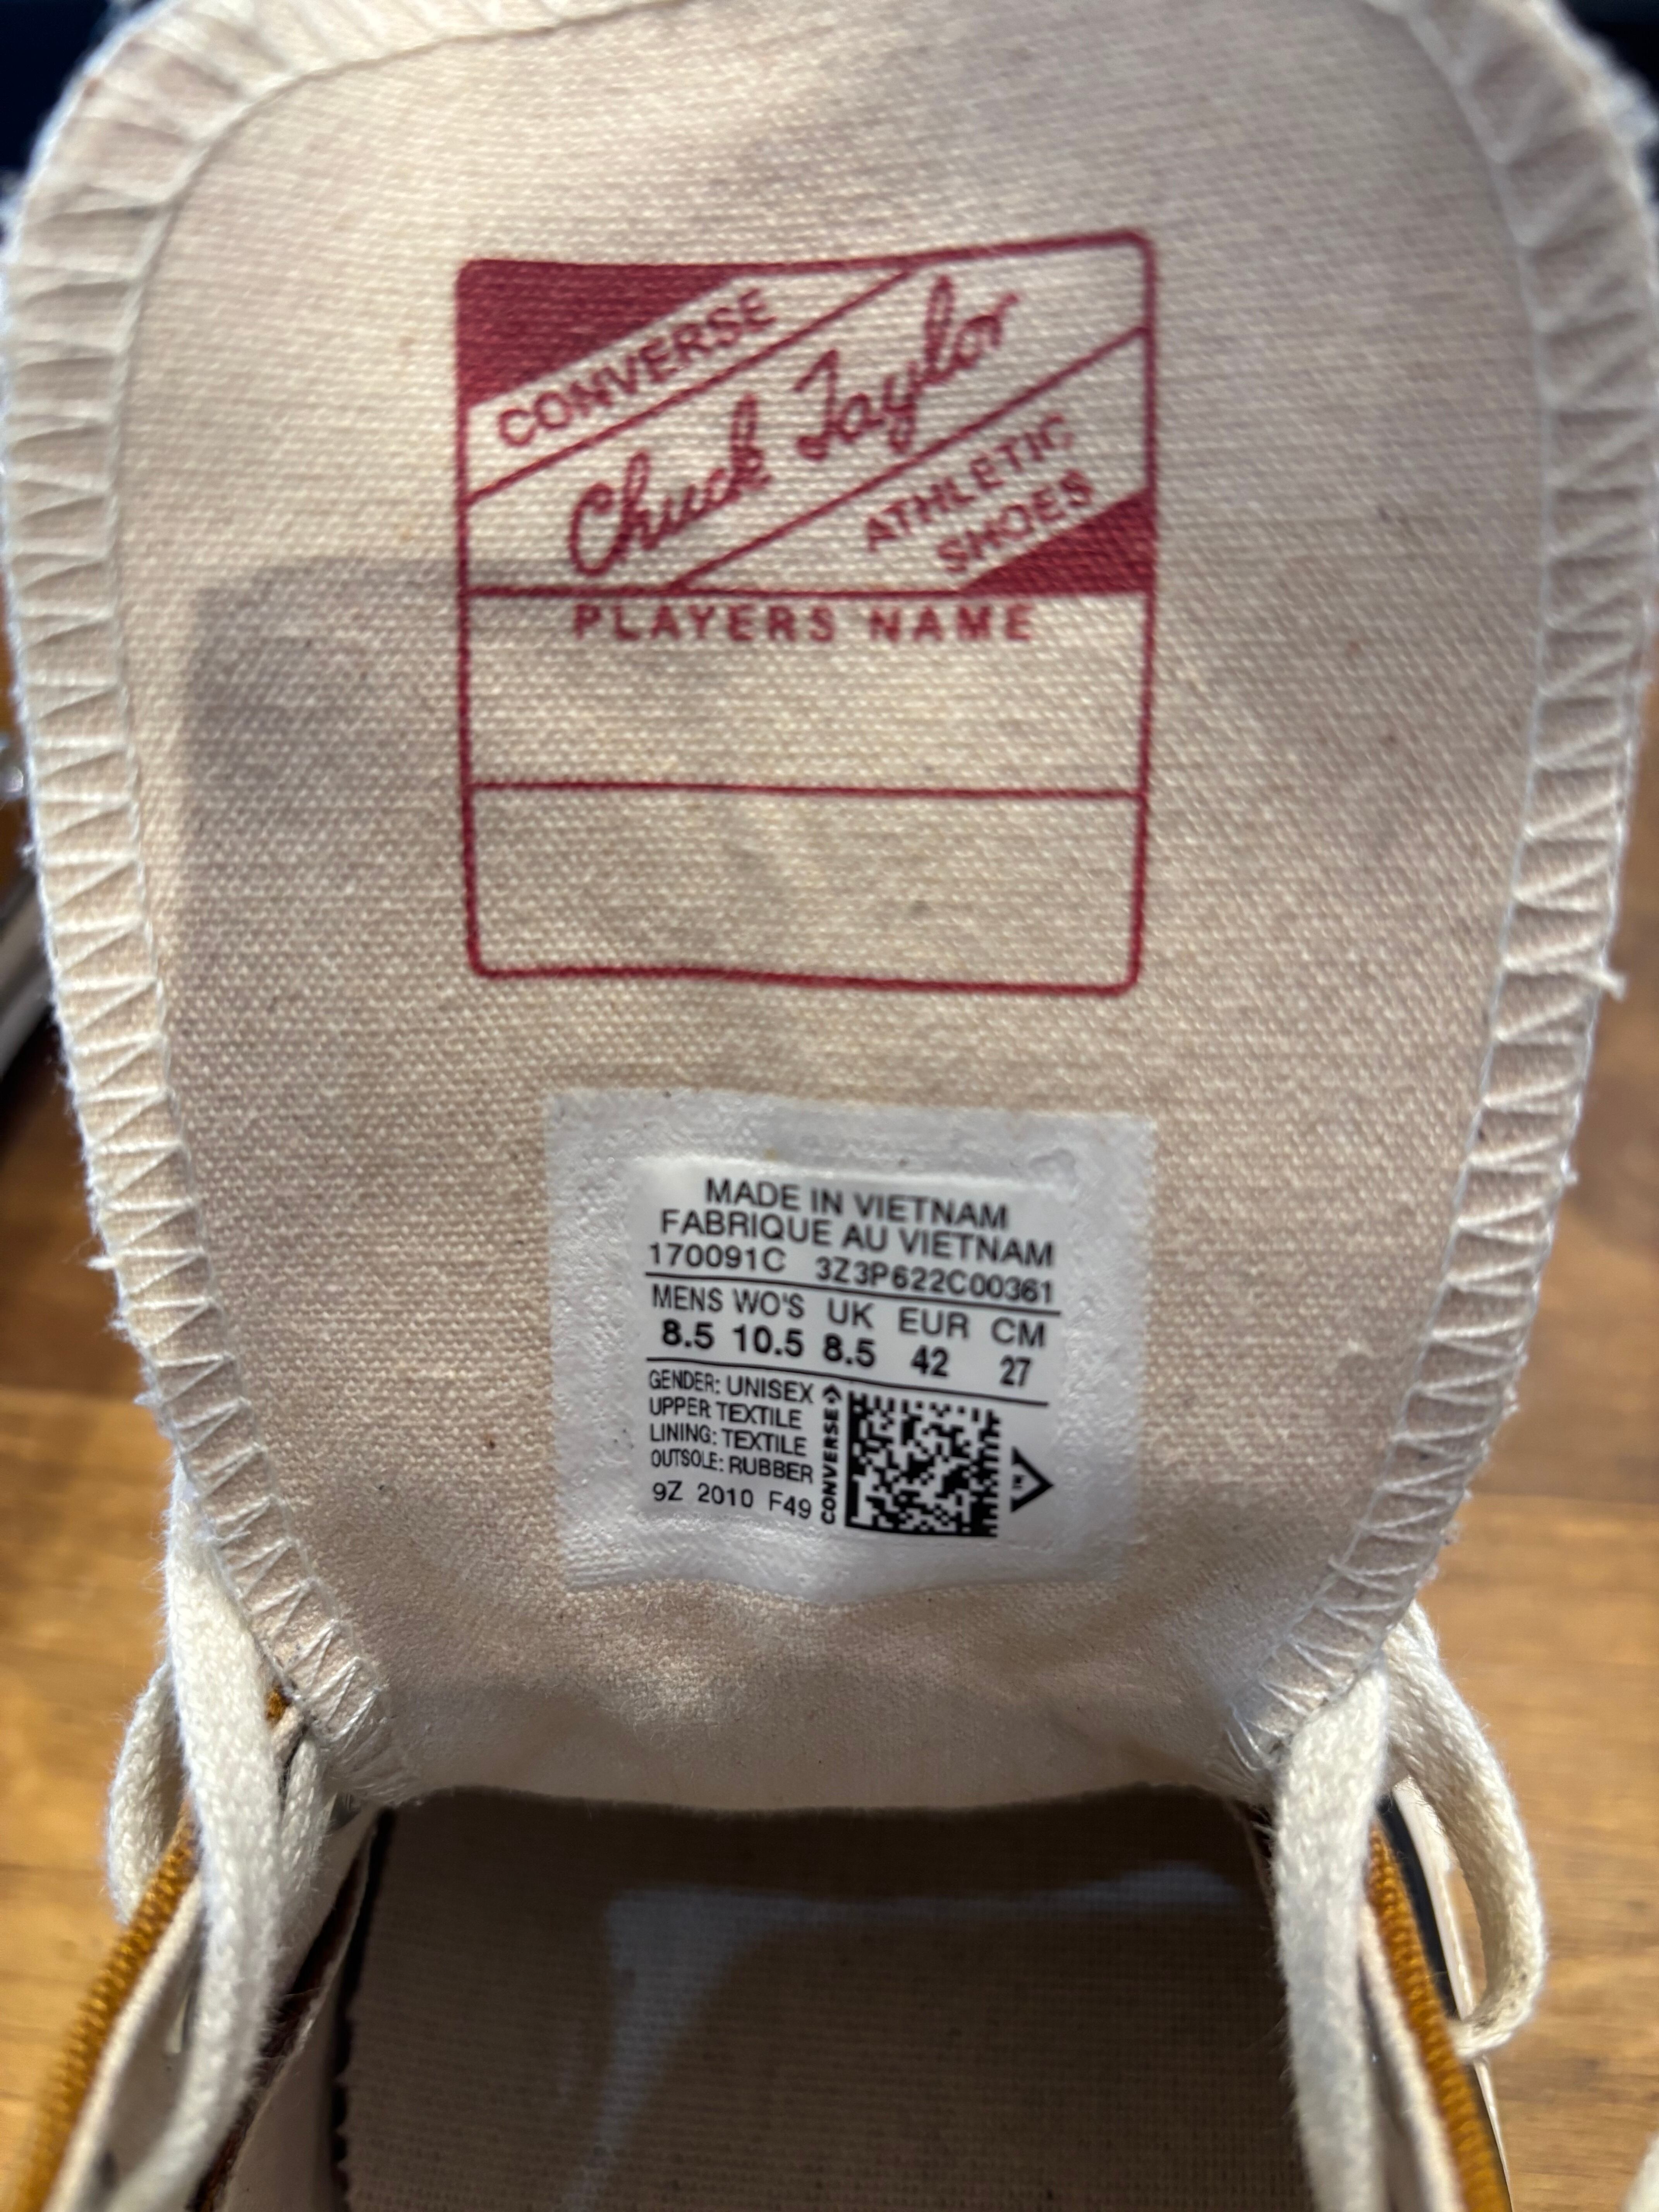 CONVERSE
Chuck Taylor
ATHLETIC
SHOES
PLAYERS NAME
MADE IN VIETNAM
FABRIQUE AU VIETNAM
170091C 3Z3P622C00361
MENS WO'S UK EUR CM
8.5 10.5 8.5 42 27
GENDER: UNISEX
UPPER TEXTILE
LINING: TEXTILE
OUTSOLE: RUBBER
9Z 2010 F49
CONVERSE